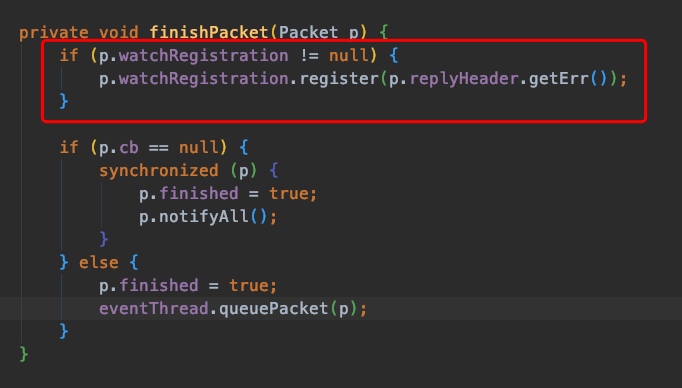 private void finishPacket(Packet p) {
    if (p.watchRegistration != null) {
        p.watchRegistration.register(p.replyHeader.getErr());
    }

    if (p.cb == null) {
        synchronized (p) {
            p.finished = true;
            p.notifyAll();
        }
    } else {
        p.finished = true;
        eventThread.queuePacket(p);
    }
}